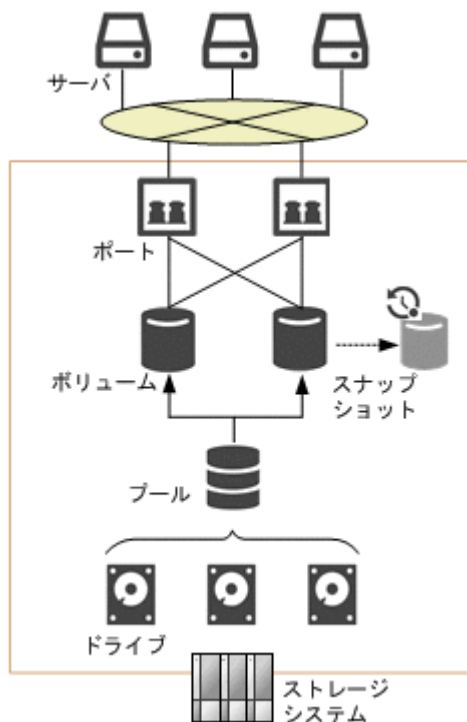 サーバ
ポート
ボリューム
スナップ
ショット
プール
ドライブ
ストレージ
システム